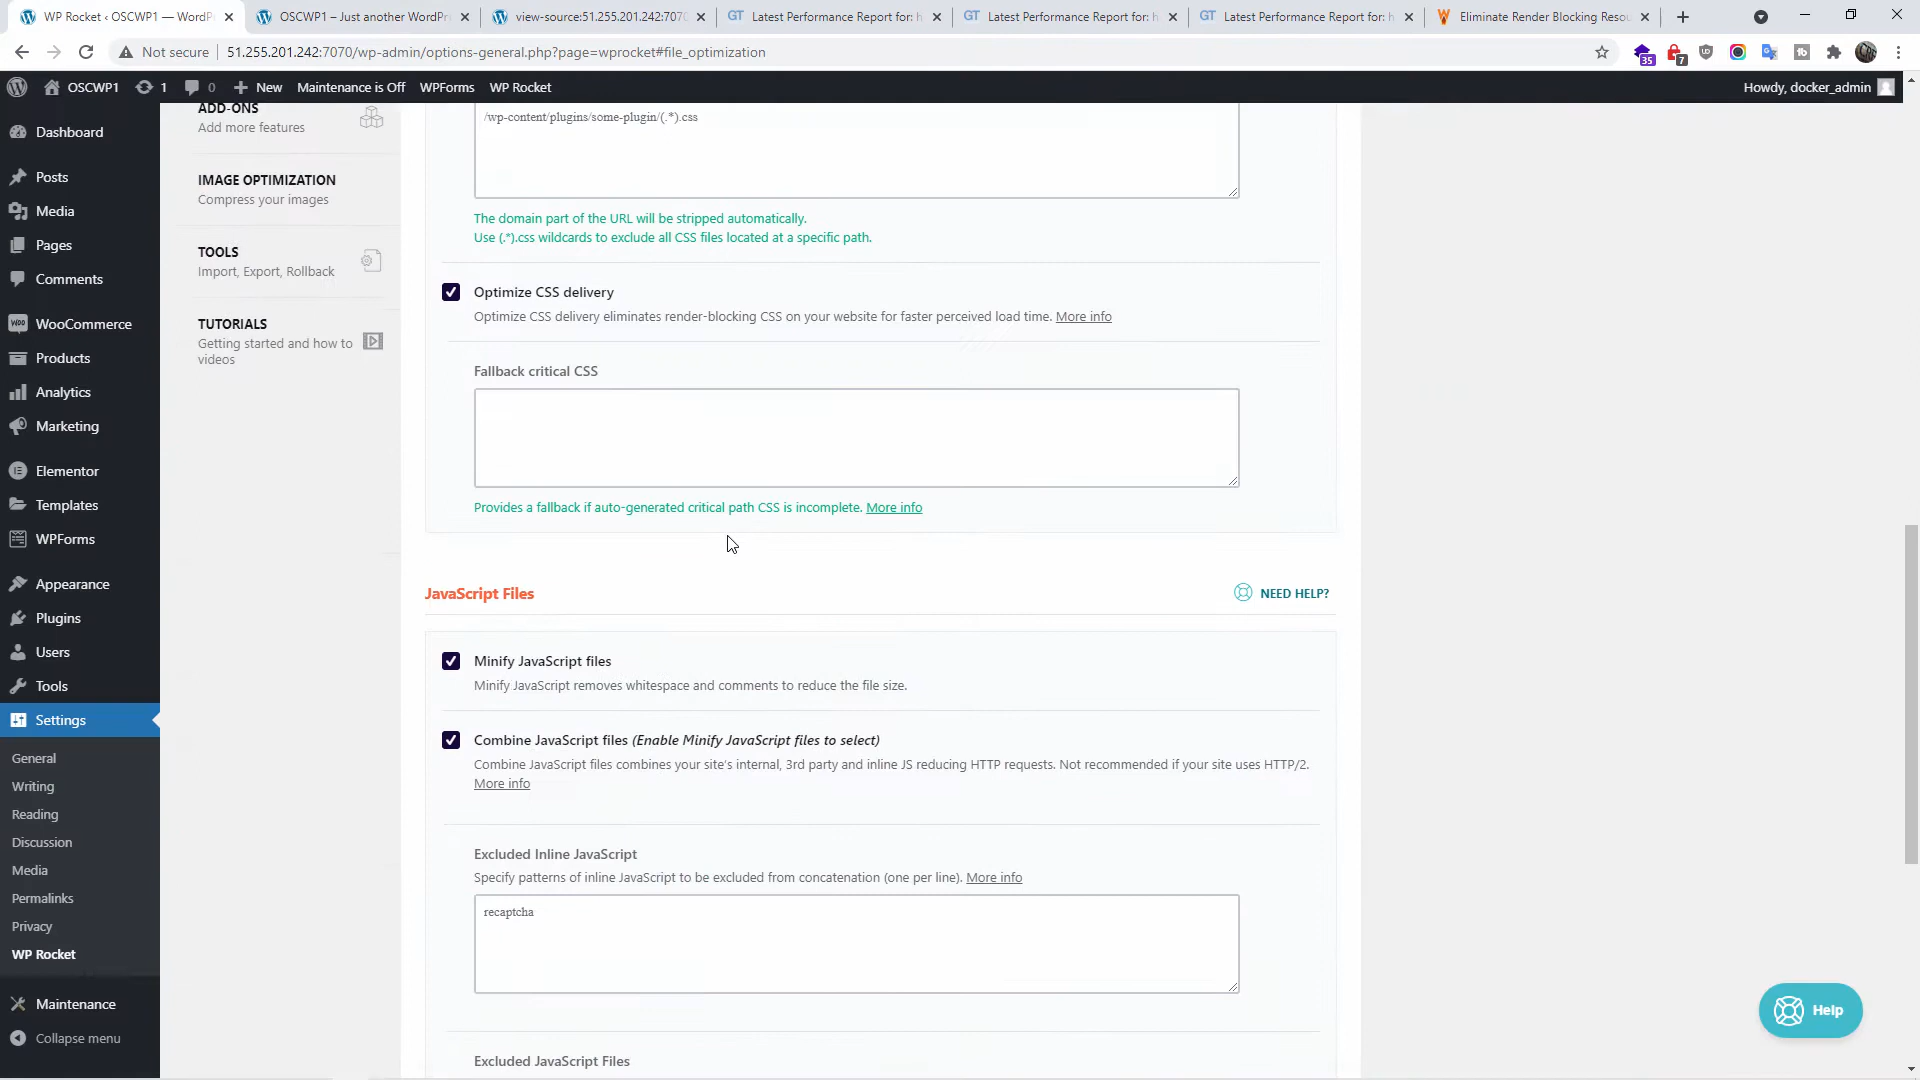 WP Rocket ‹ OSCWP1 — WordPr
OSCWP1 – Just another WordPre
view-source:51.255.201.242:7070
GT Latest Performance Report for: h
GT Latest Performance Report for: h
GT Latest Performance Report for: h
Eliminate Render Blocking Resou
Not secure
51.255.201.242:7070/wp-admin/options-general.php?page=wprocket#file_optimization
35
7
OSCWP1
1
0
New
Maintenance is Off
WPForms
WP Rocket
Howdy, docker_admin
Dashboard
Posts
Media
Pages
Comments
WooCommerce
Products
Analytics
Marketing
Elementor
Templates
WPForms
Appearance
Plugins
Users
Tools
Settings
General
Writing
Reading
Discussion
Media
Permalinks
Privacy
WP Rocket
Maintenance
Collapse menu
ADD-ONS
Add more features
IMAGE OPTIMIZATION
Compress your images
TOOLS
Import, Export, Rollback
TUTORIALS
Getting started and how to
videos
/wp-content/plugins/some-plugin/(.*).css
The domain part of the URL will be stripped automatically.
Use (.*).css wildcards to exclude all CSS files located at a specific path.
Optimize CSS delivery
Optimize CSS delivery eliminates render-blocking CSS on your website for faster perceived load time. More info
Fallback critical CSS
Provides a fallback if auto-generated critical path CSS is incomplete. More info
JavaScript Files
NEED HELP?
Minify JavaScript files
Minify JavaScript removes whitespace and comments to reduce the file size.
Combine JavaScript files (Enable Minify JavaScript files to select)
Combine JavaScript files combines your site's internal, 3rd party and inline JS reducing HTTP requests. Not recommended if your site uses HTTP/2.
More info
Excluded Inline JavaScript
Specify patterns of inline JavaScript to be excluded from concatenation (one per line). More info
recaptcha
Excluded JavaScript Files
Help